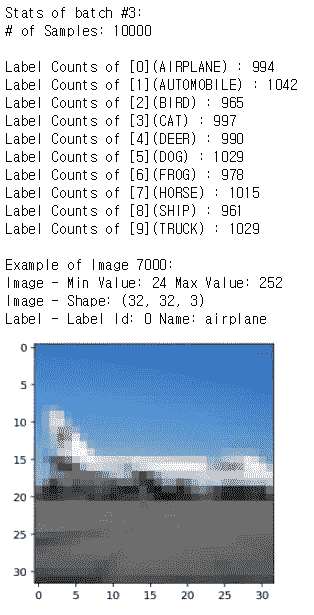 Stats of batch #3:
# of Samples: 10000
Label Counts of [0](AIRPLANE) : 994
Label Counts of [1](AUTOMOBILE) : 1042
Label Counts of [2](BIRD) : 965
Label Counts of [3](CAT) : 997
Label Counts of [4](DEER) : 990
Label Counts of [5](DOG) : 1029
Label Counts of [6](FROG) : 978
Label Counts of [7](HORSE) : 1015
Label Counts of [8](SHIP) : 961
Label Counts of [9](TRUCK) : 1029
Example of Image 7000:
Image - Min Value: 24 Max Value: 252
Image - Shape: (32, 32, 3)
Label - Label Id: 0 Name: airplane
0
5
10
15
20
25
30
0 5 10 15 20 25 30